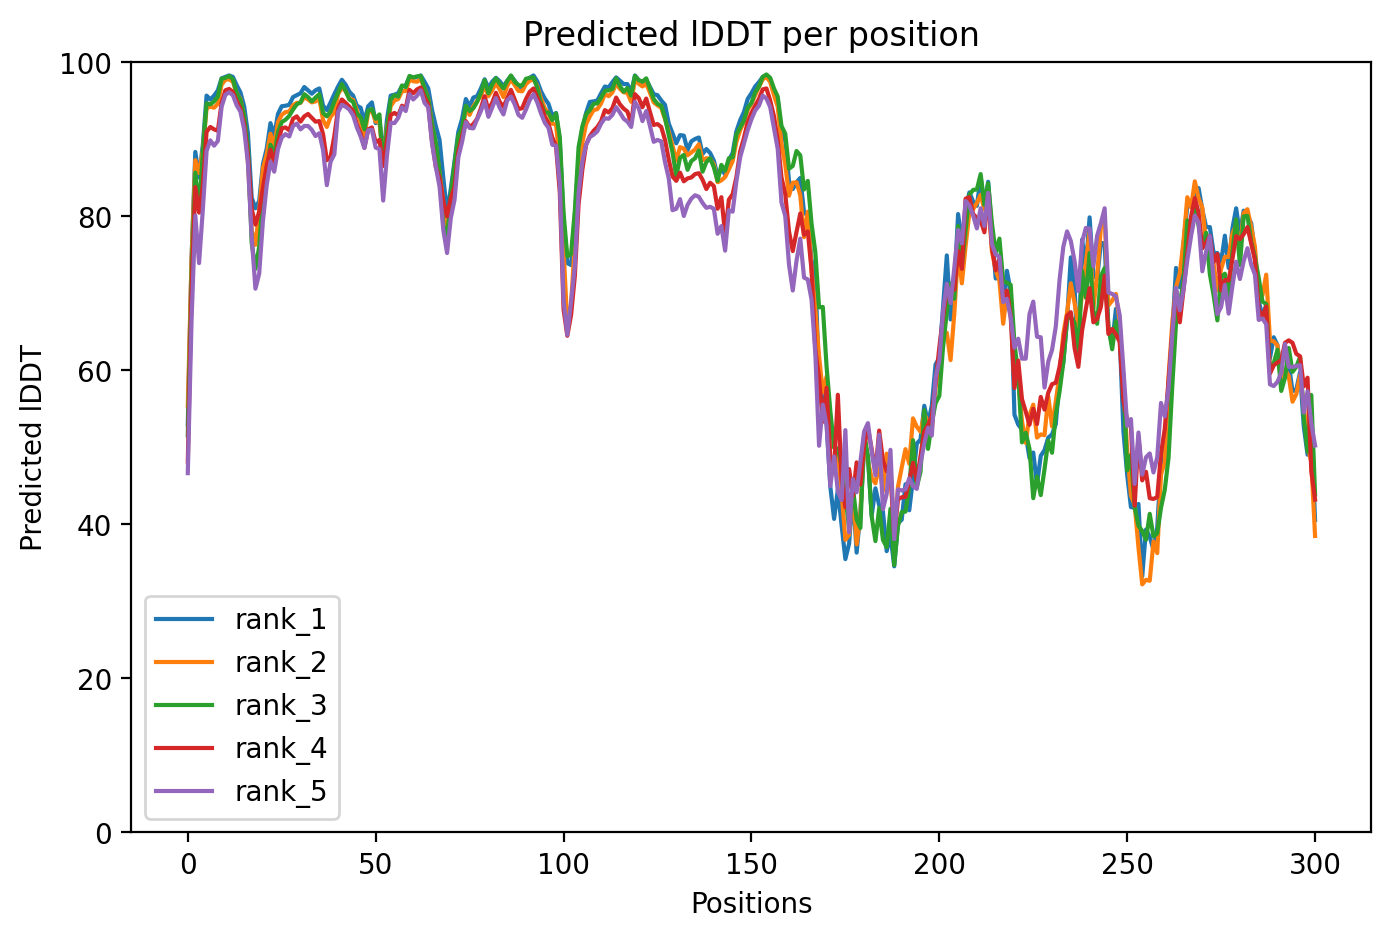 Predicted lDDT per position
100
80
60
40
20
0
Predicted lDDT
rank_1
rank_2
rank_3
rank_4
rank_5
0 50 100 150 200 250 300
Positions